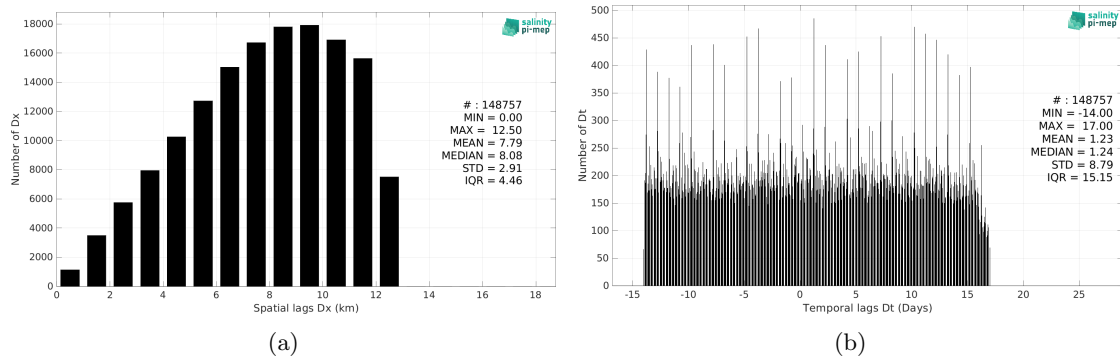 18000
16000
14000
12000
10000
8000
6000
4000
2000
0
Number of Dx
0 2 4 6 8 10 12 14 16 18
Spatial lags Dx (km)
salinity
pi-mep
# : 148757
MIN = 0.00
MAX = 12.50
MEAN = 7.79
MEDIAN = 8.08
STD = 2.91
IQR = 4.46
(a)
500
450
400
350
300
250
200
150
100
50
0
Number of Dt
-15 -10 -5 0 5 10 15 20 25
Temporal lags Dt (Days)
salinity
pi-mep
# : 148757
MIN = -14.00
MAX = 17.00
MEAN = 1.23
MEDIAN = 1.24
STD = 8.79
IQR = 15.15
(b)